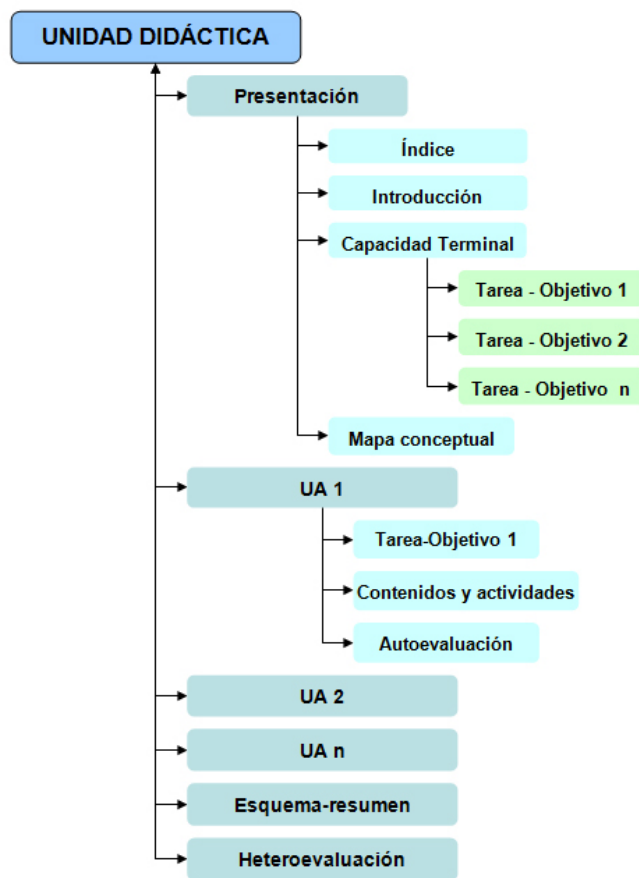 UNIDAD DIDÁCTICA
Presentación
Índice
Introducción
Capacidad Terminal
Tarea - Objetivo 1
Tarea - Objetivo 2
Tarea - Objetivo n
Mapa conceptual
UA 1
Tarea-Objetivo 1
Contenidos y actividades
Autoevaluación
UA 2
UA n
Esquema-resumen
Heteroevaluación